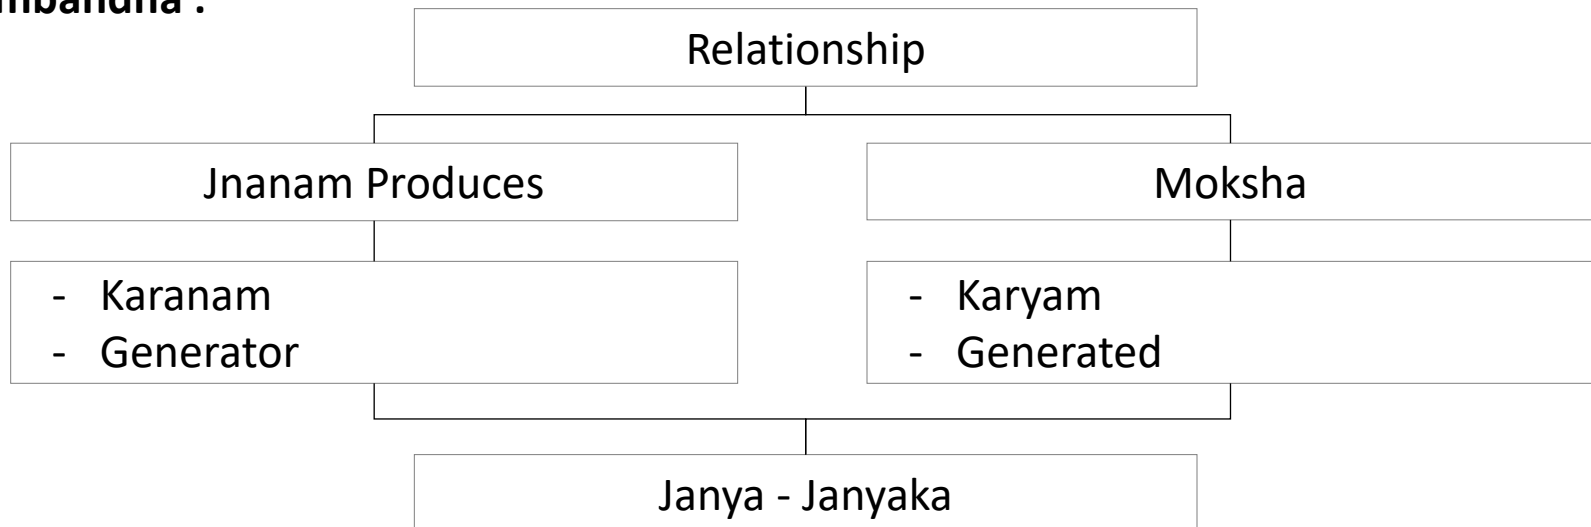 mbandha :
Relationship
Jnanam Produces
Moksha
- Karanam
- Generator
- Karyam
- Generated
Janya - Janyaka